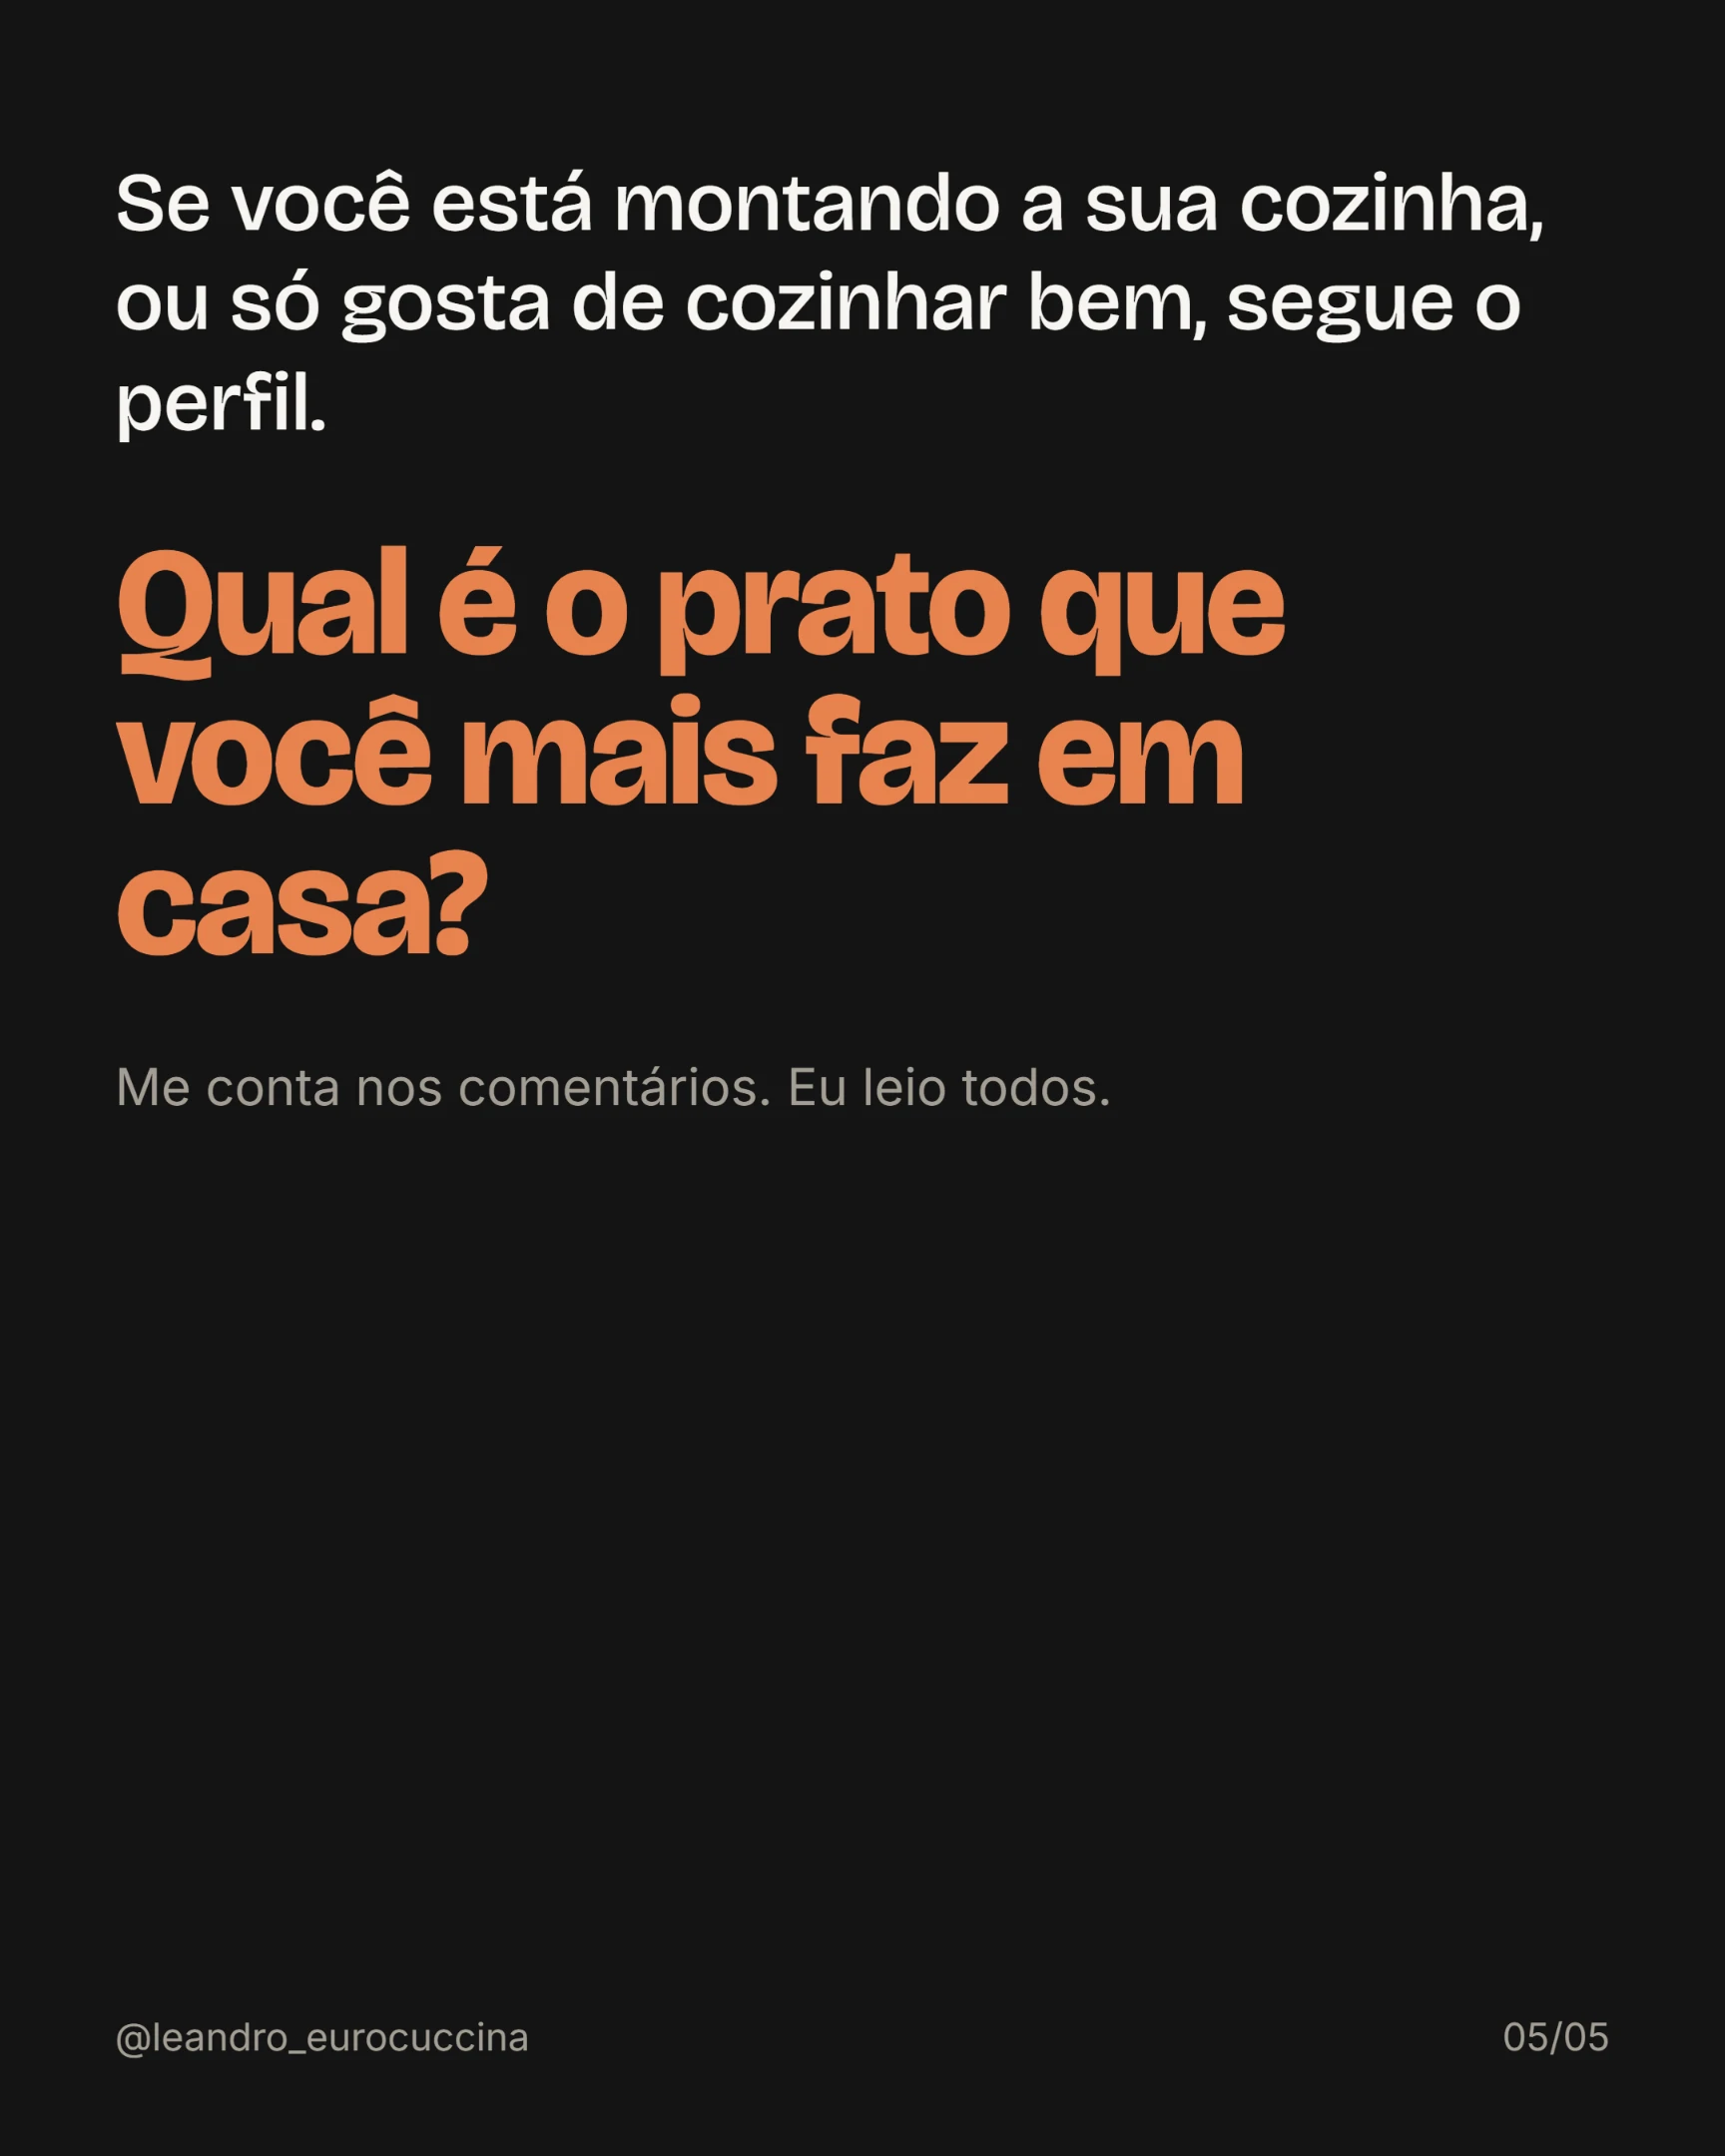 Se você está montando a sua cozinha,
ou só gosta de cozinhar bem, segue o
perfil.
Qual é o prato que
você mais faz em
casa?
Me conta nos comentários. Eu leio todos.
@leandro_eurocuccina
05/05